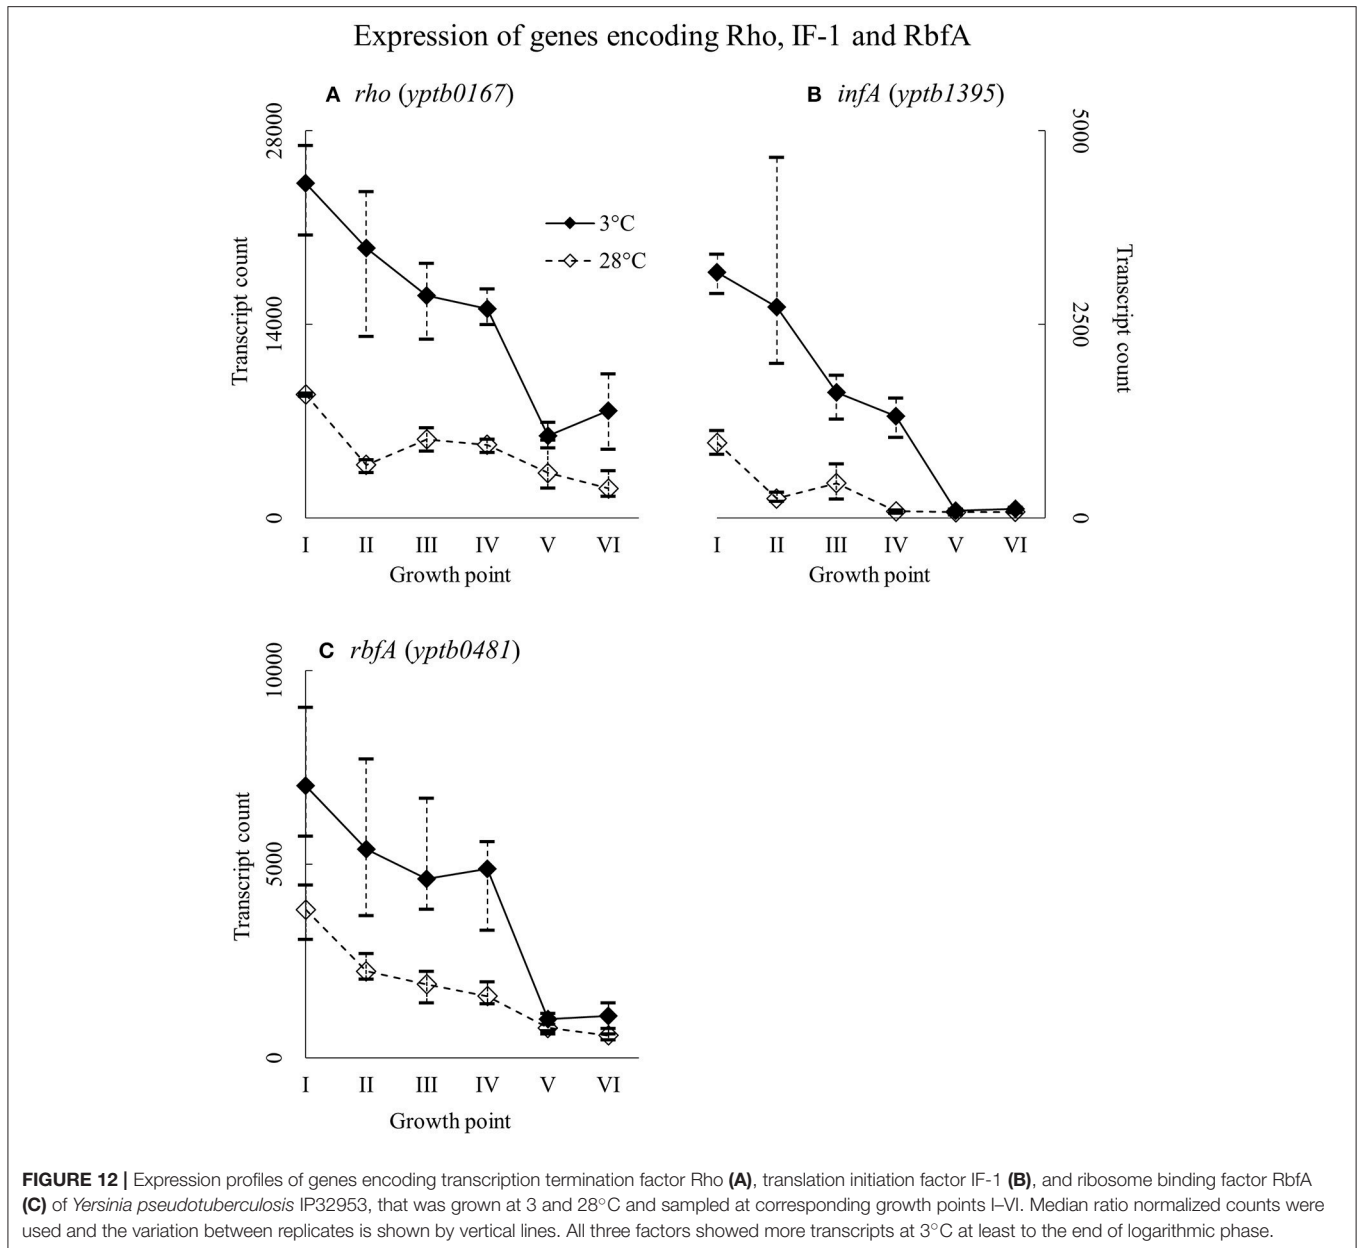 Expression of genes encoding Rho, IF-1 and RbfA
A rho (yptb0167)
28000
14000
0
Transcript count
I II III IV V VI
Growth point
3°C
28°C
B infA (yptb1395)
5000
2500
0
Transcript count
I II III IV V VI
Growth point
C rbfA (yptb0481)
10000
5000
0
Transcript count
I II III IV V VI
Growth point
FIGURE 12 | Expression profiles of genes encoding transcription termination factor Rho (A), translation initiation factor IF-1 (B), and ribosome binding factor RbfA
(C) of Yersinia pseudotuberculosis IP32953, that was grown at 3 and 28°C and sampled at corresponding growth points I–VI. Median ratio normalized counts were
used and the variation between replicates is shown by vertical lines. All three factors showed more transcripts at 3°C at least to the end of logarithmic phase.